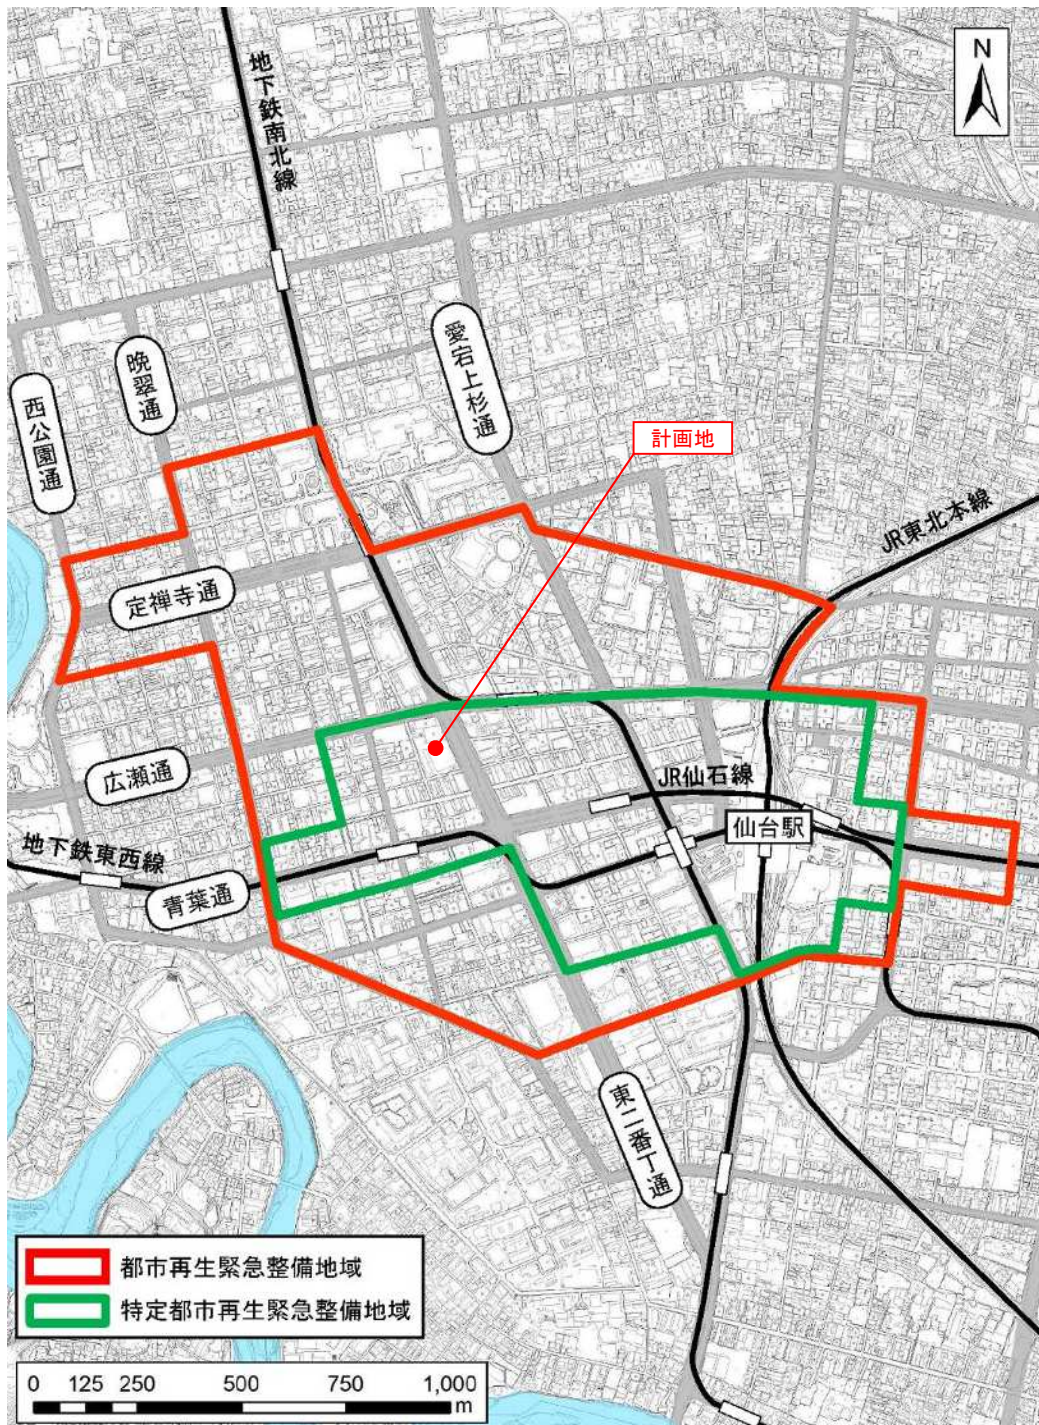 N
地下鉄南北線
愛宕上杉通
晩翠通
西公園通
計画地
JR東北本線
定禅寺通
広瀬通
JR仙石線
仙台駅
地下鉄東西線
青葉通
東二番丁通
都市再生緊急整備地域
特定都市再生緊急整備地域
0 125 250 500 750 1,000
m